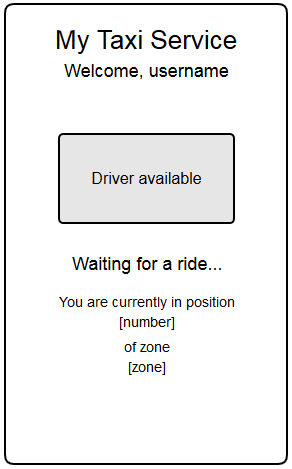 My Taxi Service
Welcome, username
Driver available
Waiting for a ride...
You are currently in position
[number]
of zone
[zone]